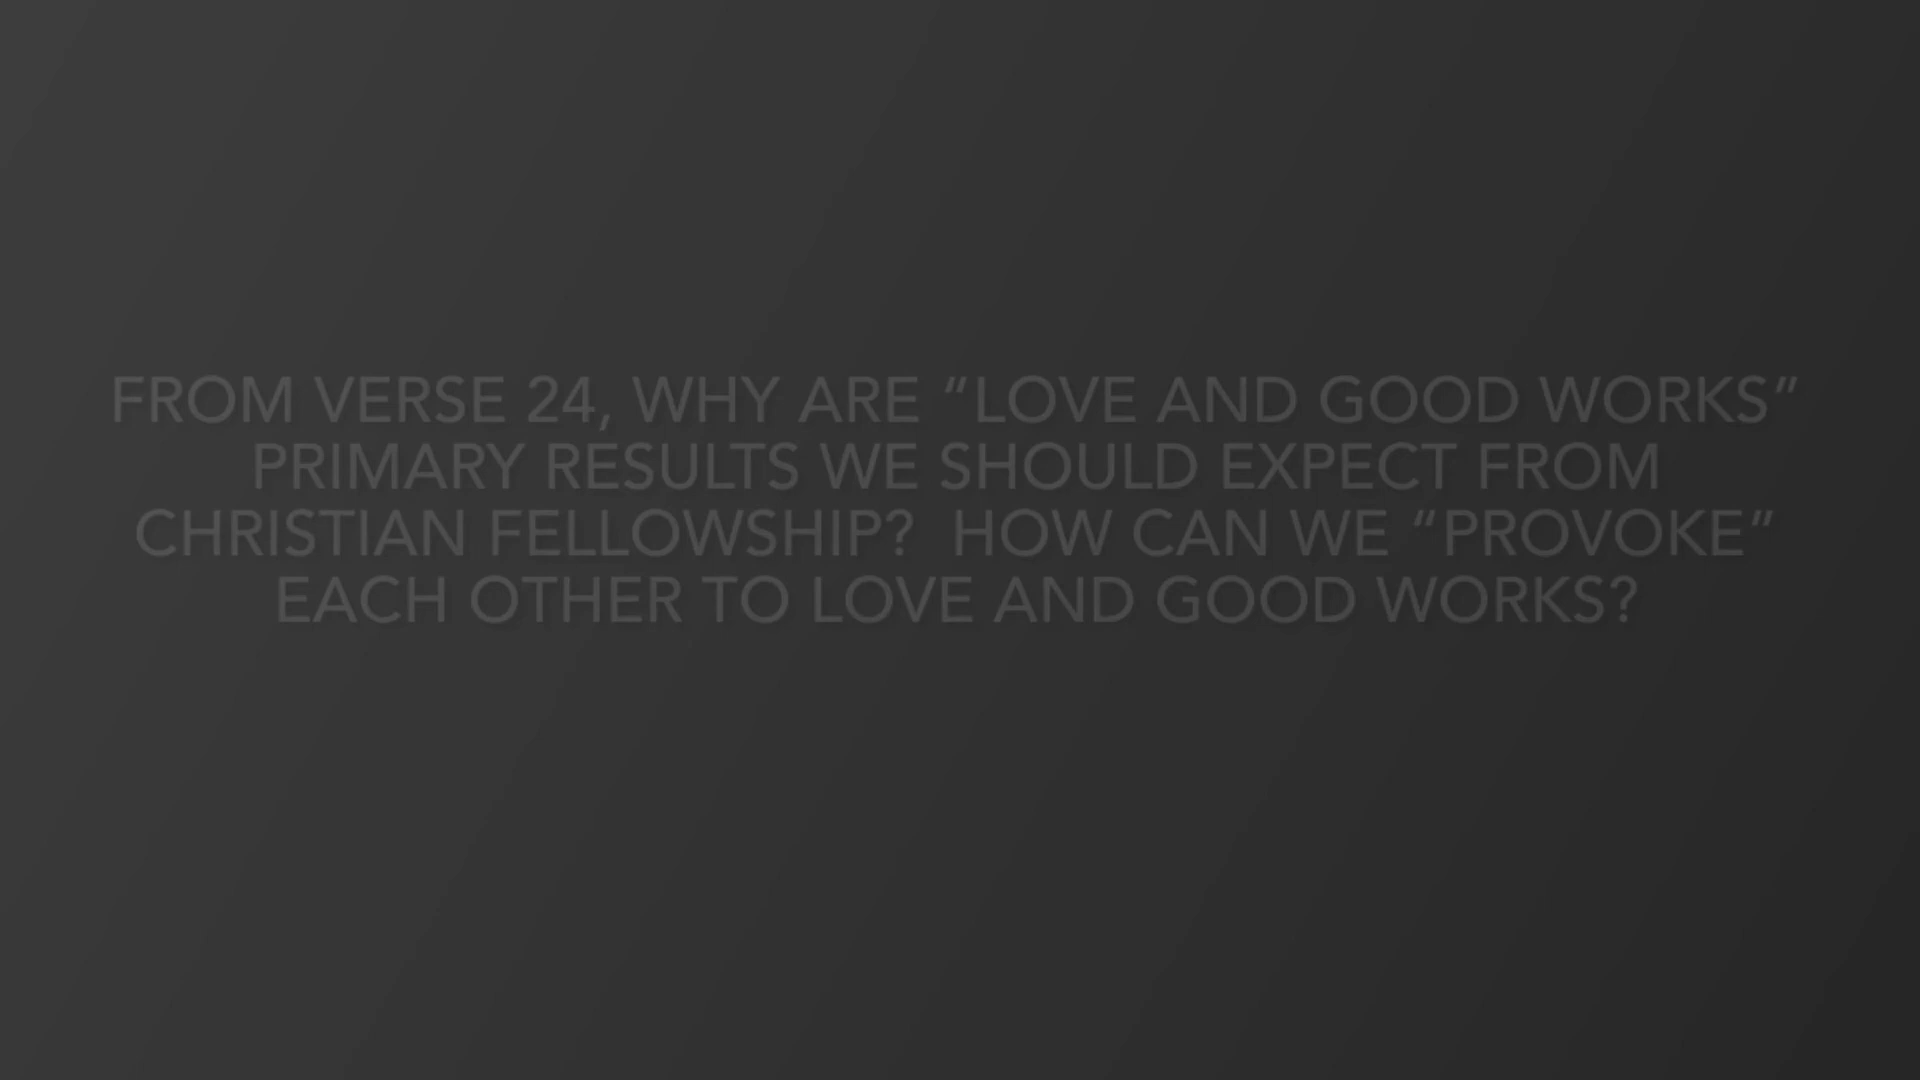 FROM VERSE 24, WHY ARE “LOVE AND GOOD WORKS”
PRIMARY RESULTS WE SHOULD EXPECT FROM
CHRISTIAN FELLOWSHIP?  HOW CAN WE “PROVOKE”
EACH OTHER TO LOVE AND GOOD WORKS?